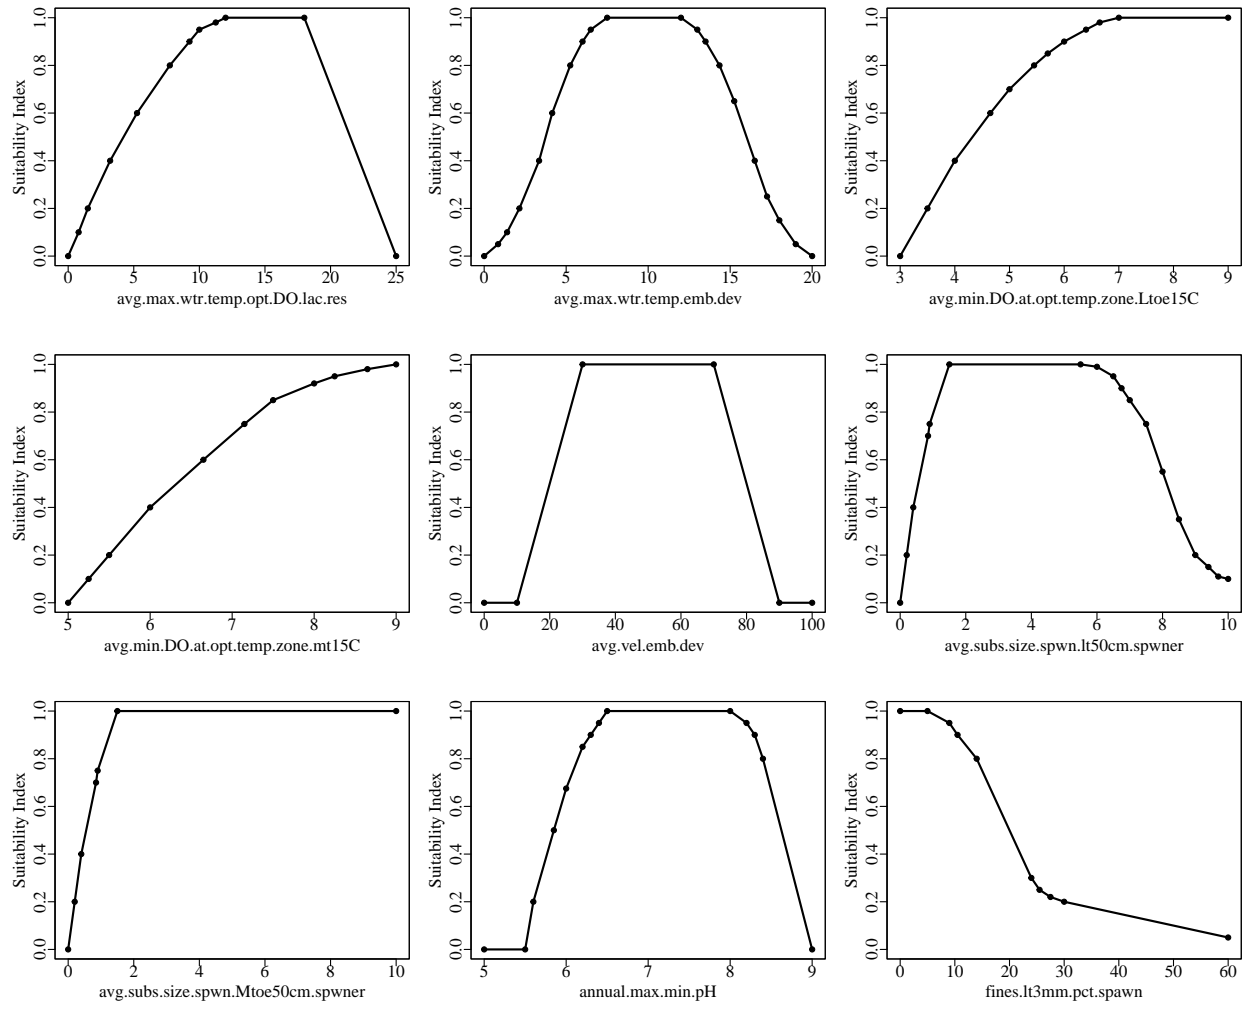 Suitability Index
0.0 0.2 0.4 0.6 0.8 1.0
0 5 10 15 20 25
avg.max.wtr.temp.opt.DO.lac.res
Suitability Index
0.0 0.2 0.4 0.6 0.8 1.0
0 5 10 15 20
avg.max.wtr.temp.emb.dev
Suitability Index
0.0 0.2 0.4 0.6 0.8 1.0
3 4 5 6 7 8 9
avg.min.DO.at.opt.temp.zone.Ltoe15C
Suitability Index
0.0 0.2 0.4 0.6 0.8 1.0
5 6 7 8 9
avg.min.DO.at.opt.temp.zone.mt15C
Suitability Index
0.0 0.2 0.4 0.6 0.8 1.0
0 20 40 60 80 100
avg.vel.emb.dev
Suitability Index
0.0 0.2 0.4 0.6 0.8 1.0
0 2 4 6 8 10
avg.subs.size.spwn.lt50cm.spwner
Suitability Index
0.0 0.2 0.4 0.6 0.8 1.0
0 2 4 6 8 10
avg.subs.size.spwn.Mtoe50cm.spwner
Suitability Index
0.0 0.2 0.4 0.6 0.8 1.0
5 6 7 8 9
annual.max.min.pH
Suitability Index
0.0 0.2 0.4 0.6 0.8 1.0
0 10 20 30 40 50 60
fines.lt3mm.pct.spawn